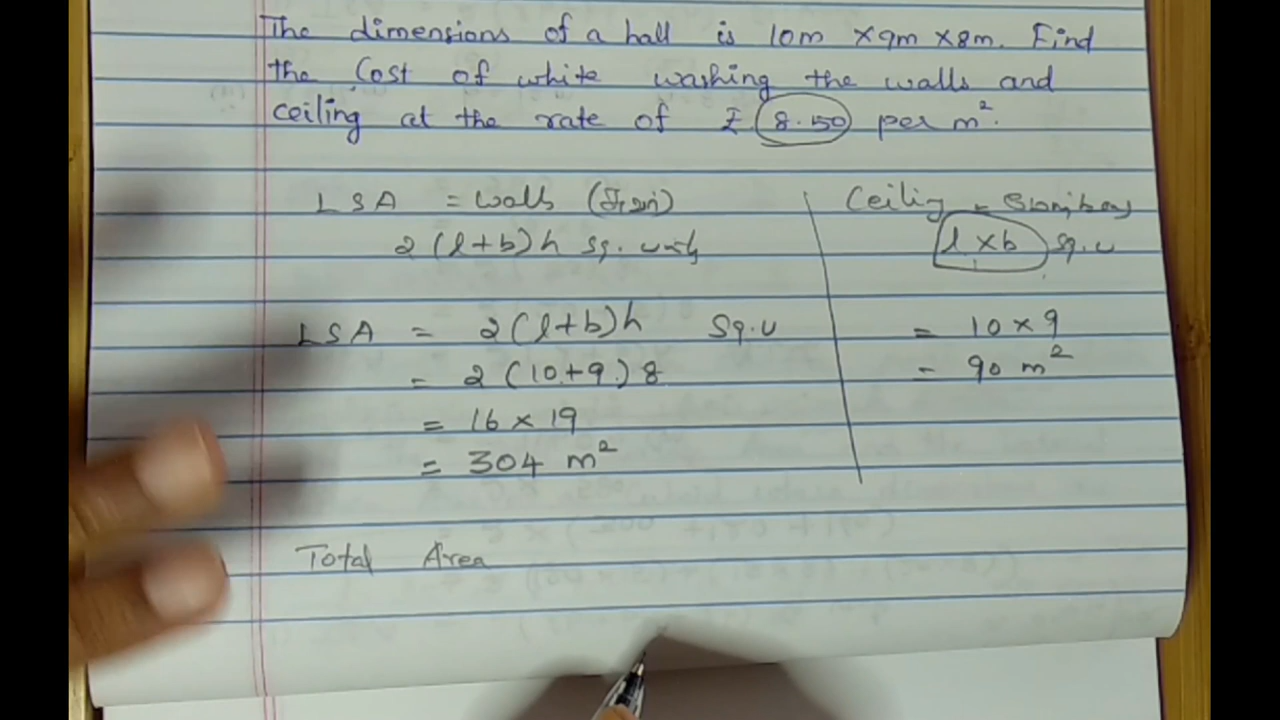 The dimensions of a hall is 10m × 9m × 8m. Find
the Cost of white washing the walls and
ceiling at the rate of ₹ 8.50 per m².
LSA = walls
2(l+b)h sq. units
Ceiling =
l×b sq.u
LSA = 2(l+b)h Sq.u
= 2(10+9)8
= 16 × 19
= 304 m²
= 10 × 9
= 90 m²
Total Area